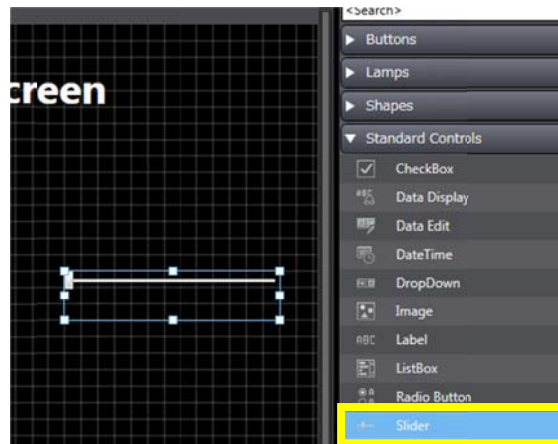 <Search>
Buttons
Lamps
creen
Shapes
Standard Controls
CheckBox
Data Display
Data Edit
DateTime
DropDown
Image
ABC Label
ListBox
Radio Button
Slider